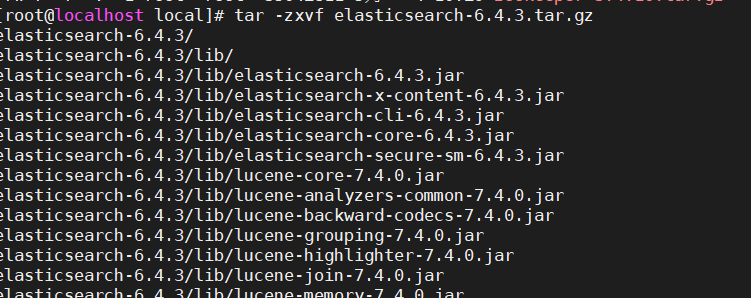 [root@localhost local]# tar -zxvf elasticsearch-6.4.3.tar.gz
elasticsearch-6.4.3/
elasticsearch-6.4.3/lib/
elasticsearch-6.4.3/lib/elasticsearch-6.4.3.jar
elasticsearch-6.4.3/lib/elasticsearch-x-content-6.4.3.jar
elasticsearch-6.4.3/lib/elasticsearch-cli-6.4.3.jar
elasticsearch-6.4.3/lib/elasticsearch-core-6.4.3.jar
elasticsearch-6.4.3/lib/elasticsearch-secure-sm-6.4.3.jar
elasticsearch-6.4.3/lib/lucene-core-7.4.0.jar
elasticsearch-6.4.3/lib/lucene-analyzers-common-7.4.0.jar
elasticsearch-6.4.3/lib/lucene-backward-codecs-7.4.0.jar
elasticsearch-6.4.3/lib/lucene-grouping-7.4.0.jar
elasticsearch-6.4.3/lib/lucene-highlighter-7.4.0.jar
elasticsearch-6.4.3/lib/lucene-join-7.4.0.jar
elasticsearch-6.4.3/lib/lucene-memory-7.4.0.jar